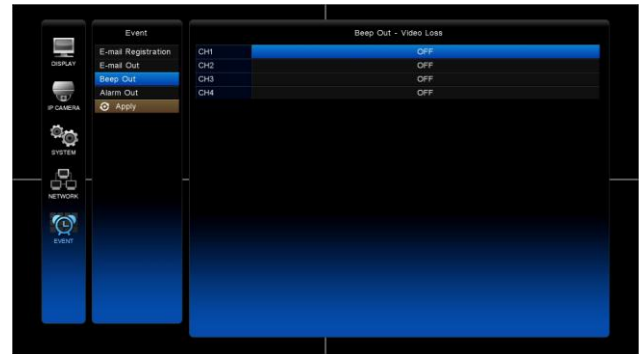 DISPLAY
IP CAMERA
SYSTEM
NETWORK
EVENT
Event
E-mail Registration
E-mail Out
Beep Out
Alarm Out
Apply
Beep Out - Video Loss
CH1 OFF
CH2 OFF
CH3 OFF
CH4 OFF